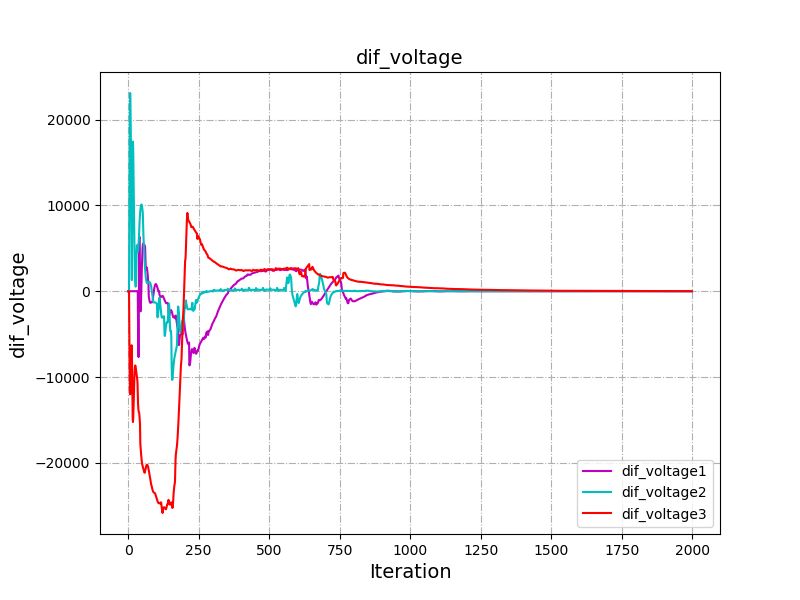 dif_voltage
dif_voltage
20000
10000
0
−10000
−20000
0 250 500 750 1000 1250 1500 1750 2000
Iteration
dif_voltage1
dif_voltage2
dif_voltage3